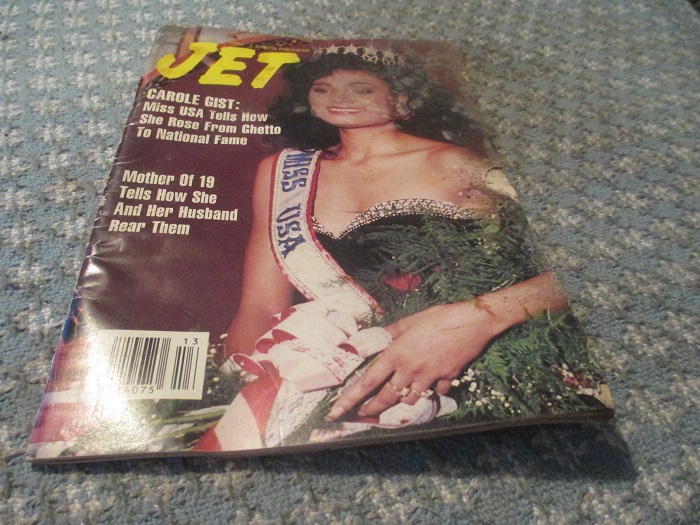 JET
CAROLE GIST:
Miss USA Tells How
She Rose From Ghetto
To National Fame
Mother Of 19
Tells How She
And Her Husband
Rear Them
MISS USA
13
4075